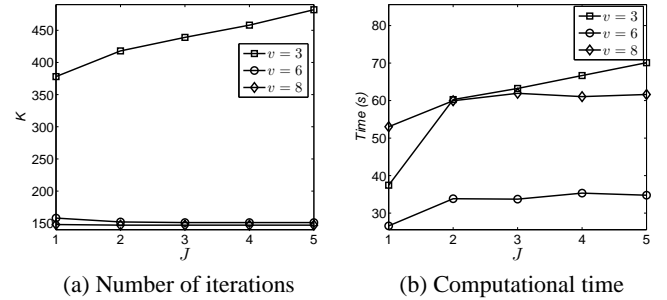 450
400
350
300
250
200
150
K
v = 3
v = 6
v = 8
1 2 3 4 5
J
(a) Number of iterations
80
70
60
50
40
30
Time (s)
v = 3
v = 6
v = 8
1 2 3 4 5
J
(b) Computational time